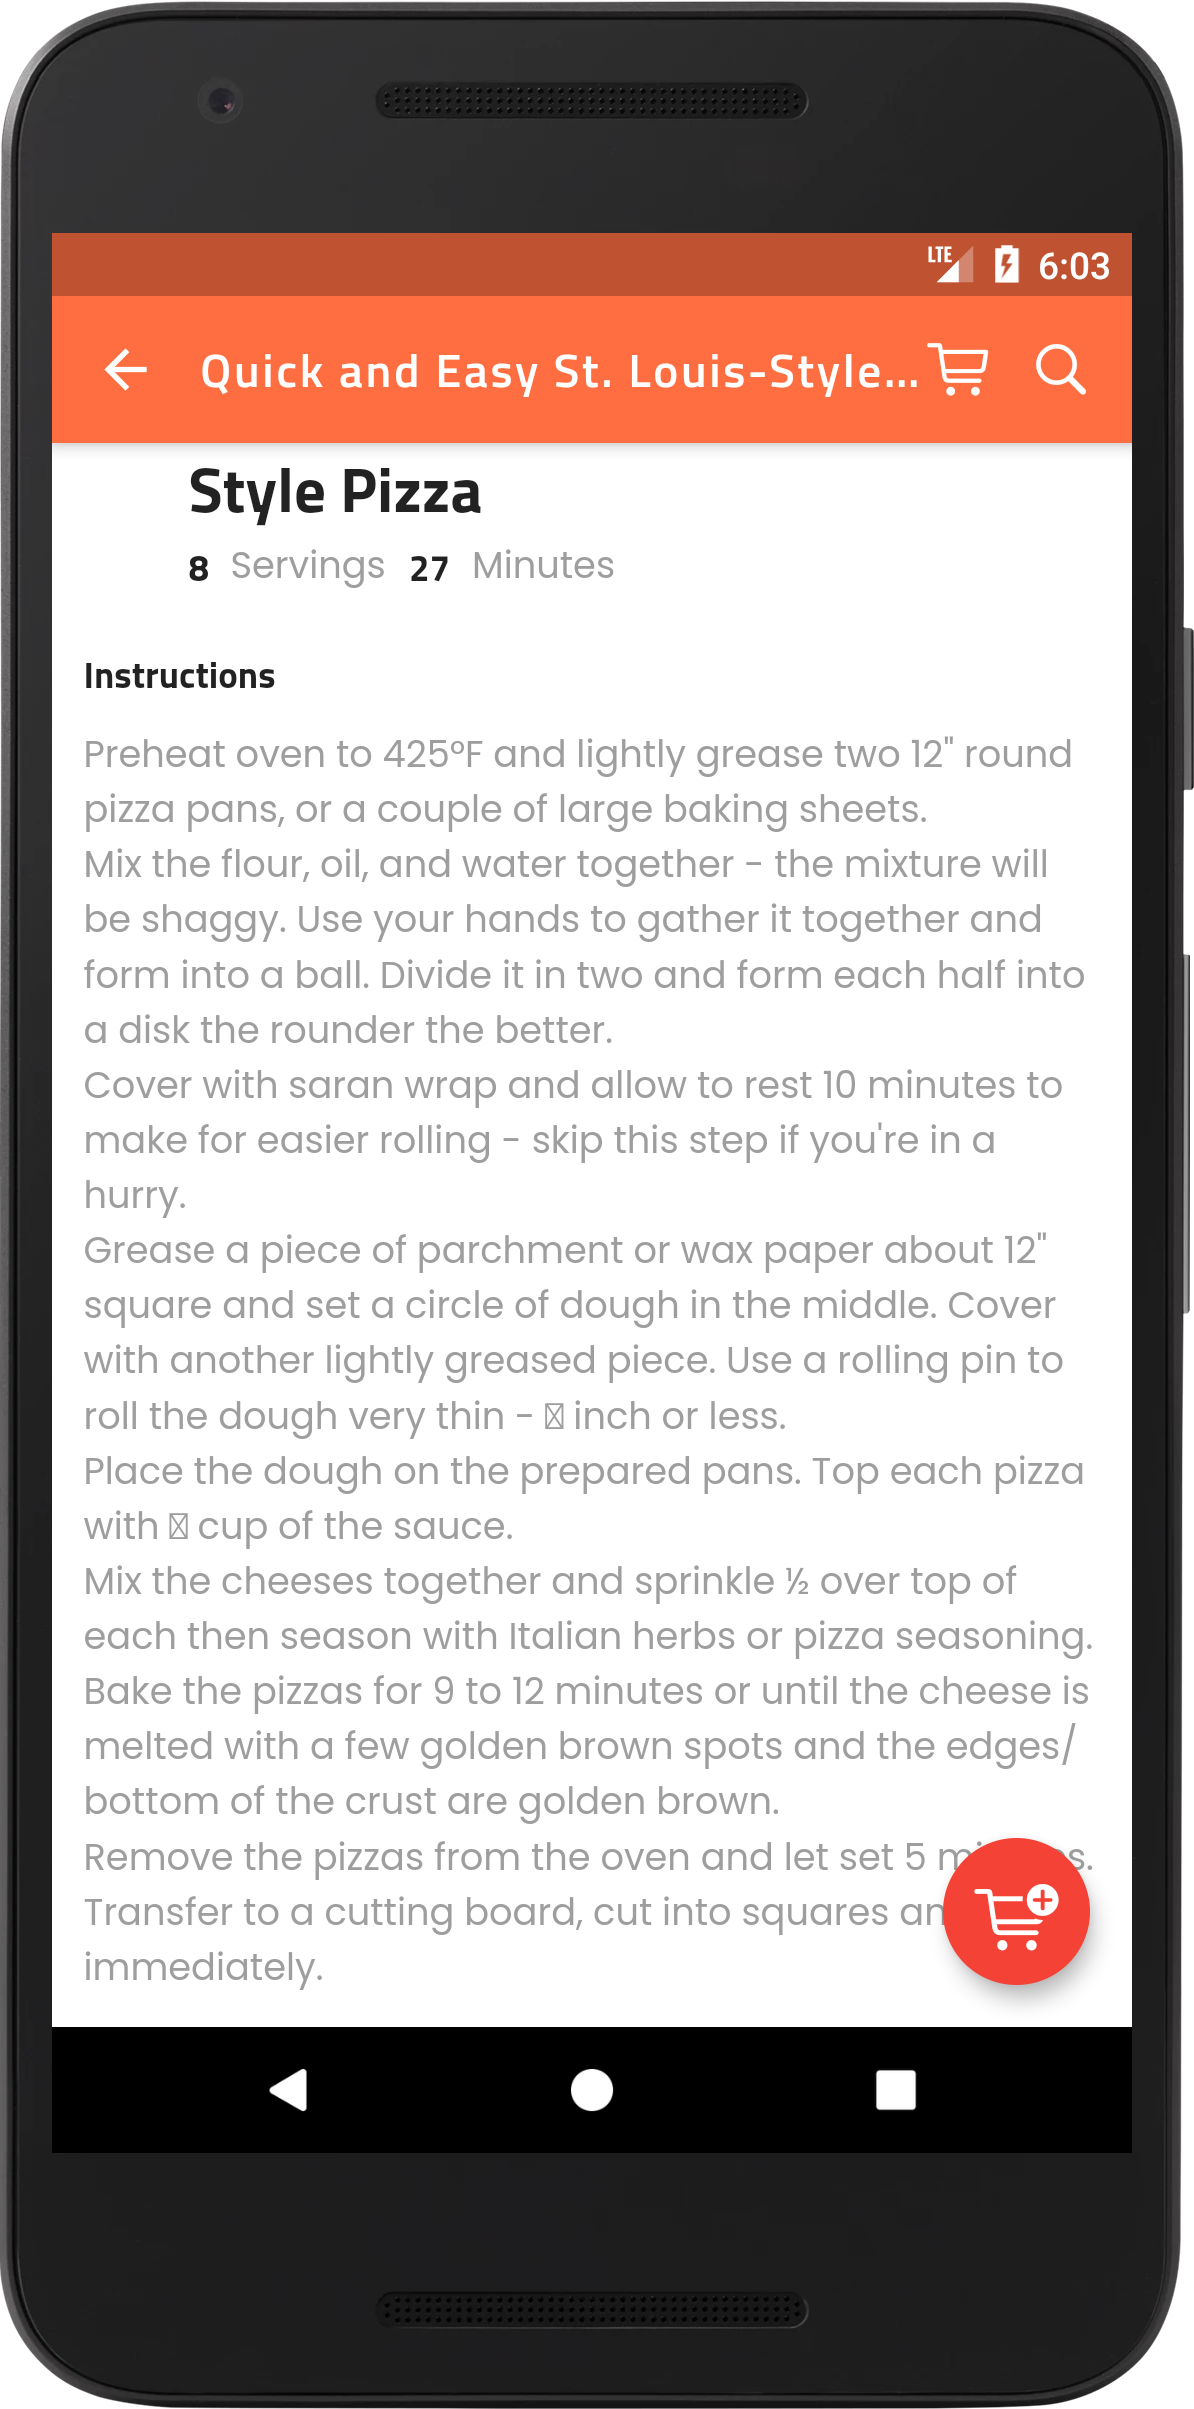 LTE 6:03
Quick and Easy St. Louis-Style...
Style Pizza
8 Servings 27 Minutes
Instructions
Preheat oven to 425°F and lightly grease two 12" round
pizza pans, or a couple of large baking sheets.
Mix the flour, oil, and water together - the mixture will
be shaggy. Use your hands to gather it together and
form into a ball. Divide it in two and form each half into
a disk the rounder the better.
Cover with saran wrap and allow to rest 10 minutes to
make for easier rolling - skip this step if you're in a
hurry.
Grease a piece of parchment or wax paper about 12"
square and set a circle of dough in the middle. Cover
with another lightly greased piece. Use a rolling pin to
roll the dough very thin - inch or less.
Place the dough on the prepared pans. Top each pizza
with cup of the sauce.
Mix the cheeses together and sprinkle ½ over top of
each then season with Italian herbs or pizza seasoning.
Bake the pizzas for 9 to 12 minutes or until the cheese is
melted with a few golden brown spots and the edges/
bottom of the crust are golden brown.
Remove the pizzas from the oven and let set 5
Transfer to a cutting board, cut into squares
immediately.